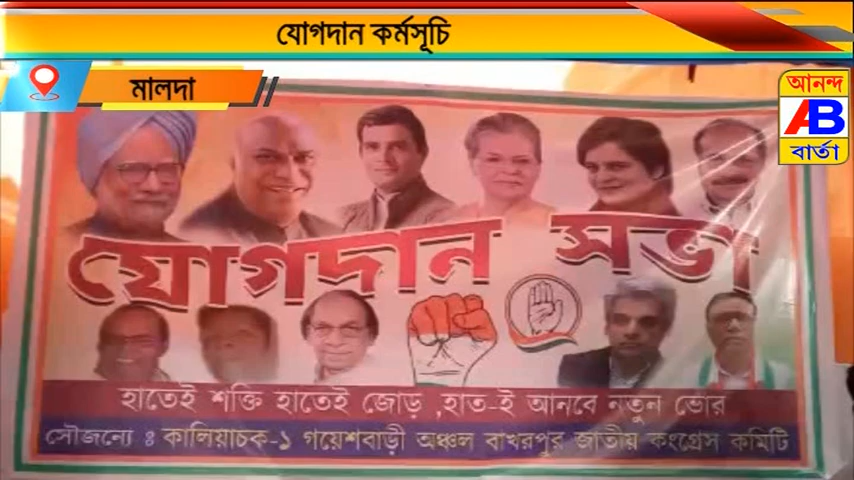 যোগদান কর্মসূচি
মালদা
আনন্দ
AB
বার্তা
যোগদান সভা
হাতেই শক্তি হাতেই জোড় ,হাত-ই আনবে নতুন ভোর
সৌজন্যে ঃ কালিয়াচক-১ গয়েশবাড়ী অঞ্চল বাখরপুর জাতীয় কংগ্রেস কমিটি